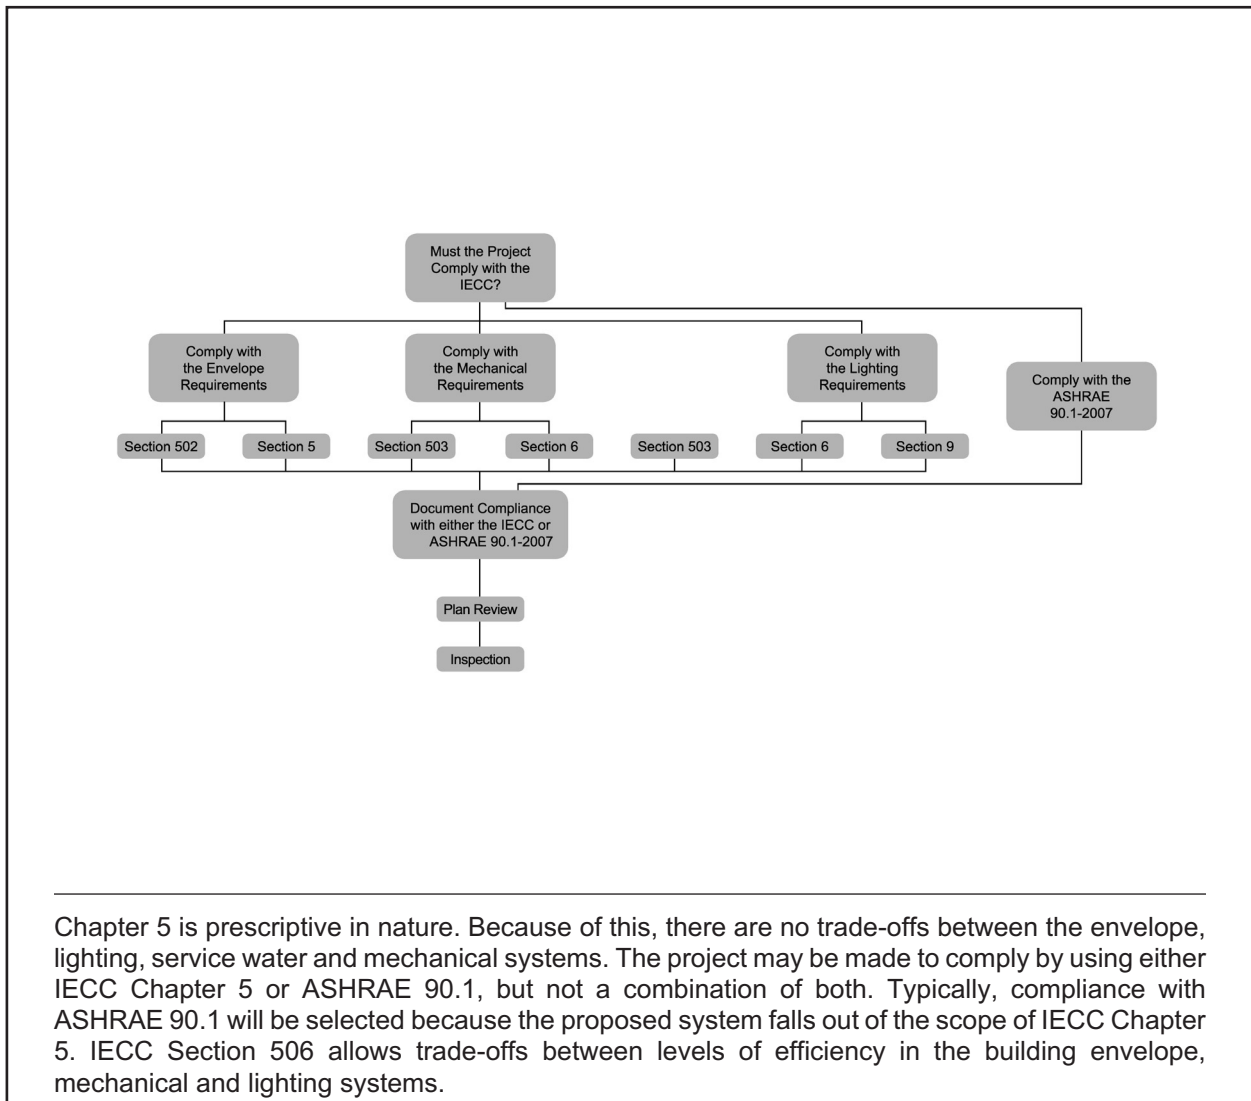 Must the Project
Comply with the
IECC?
Comply with
the Envelope
Requirements
Comply with
the Mechanical
Requirements
Comply with
the Lighting
Requirements
Comply with the
ASHRAE
90.1-2007
Section 502
Section 5
Section 503
Section 6
Section 503
Section 6
Section 9
Document Compliance
with either the IECC or
ASHRAE 90.1-2007
Plan Review
Inspection
Chapter 5 is prescriptive in nature. Because of this, there are no trade-offs between the envelope,
lighting, service water and mechanical systems. The project may be made to comply by using either
IECC Chapter 5 or ASHRAE 90.1, but not a combination of both. Typically, compliance with
ASHRAE 90.1 will be selected because the proposed system falls out of the scope of IECC Chapter
5. IECC Section 506 allows trade-offs between levels of efficiency in the building envelope,
mechanical and lighting systems.